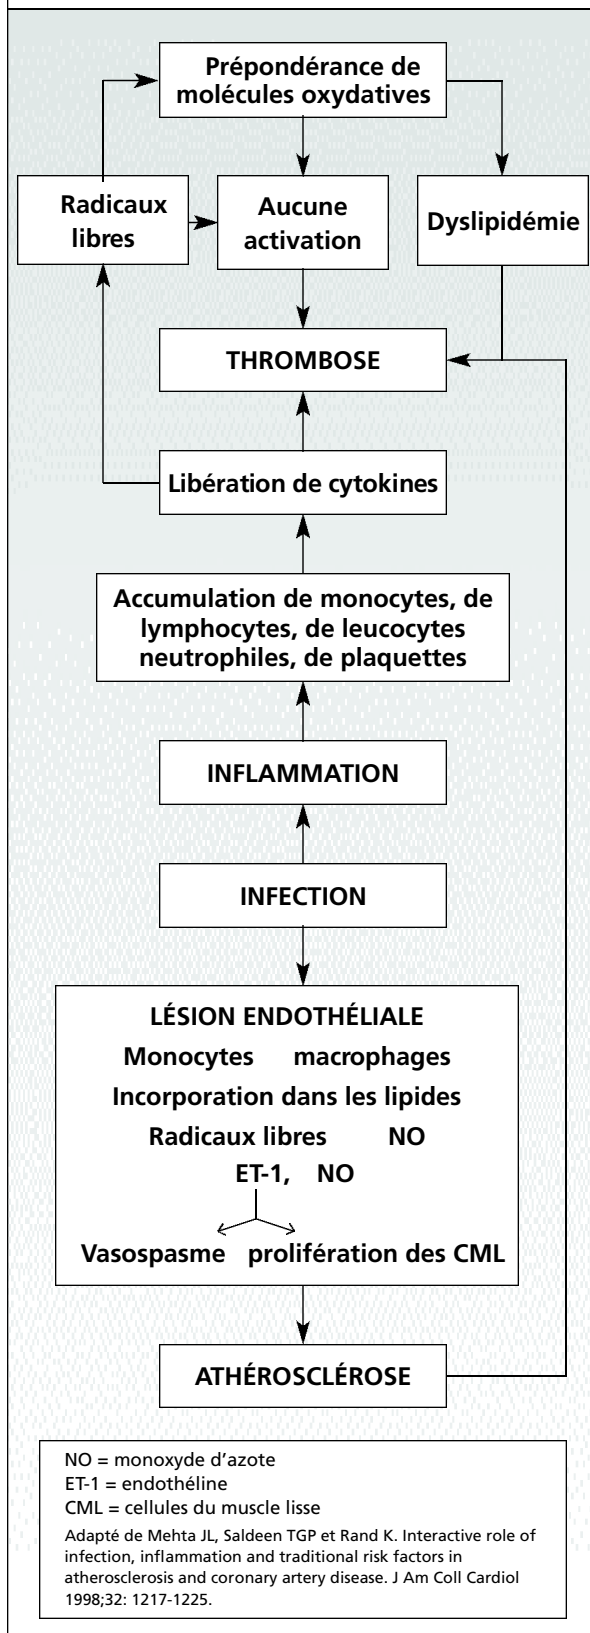 Prépondérance de
molécules oxydatives
Radicaux
libres
Aucune
activation
Dyslipidémie
THROMBOSE
Libération de cytokines
Accumulation de monocytes, de
lymphocytes, de leucocytes
neutrophiles, de plaquettes
INFLAMMATION
INFECTION
LÉSION ENDOTHÉLIALE
Monocytes macrophages
Incorporation dans les lipides
Radicaux libres NO
ET-1, NO
Vasospasme prolifération des CML
ATHÉROSCLÉROSE
NO = monoxyde d'azote
ET-1 = endothéline
CML = cellules du muscle lisse
Adapté de Mehta JL, Saldeen TGP et Rand K. Interactive role of
infection, inflammation and traditional risk factors in
atherosclerosis and coronary artery disease. J Am Coll Cardiol
1998;32: 1217-1225.